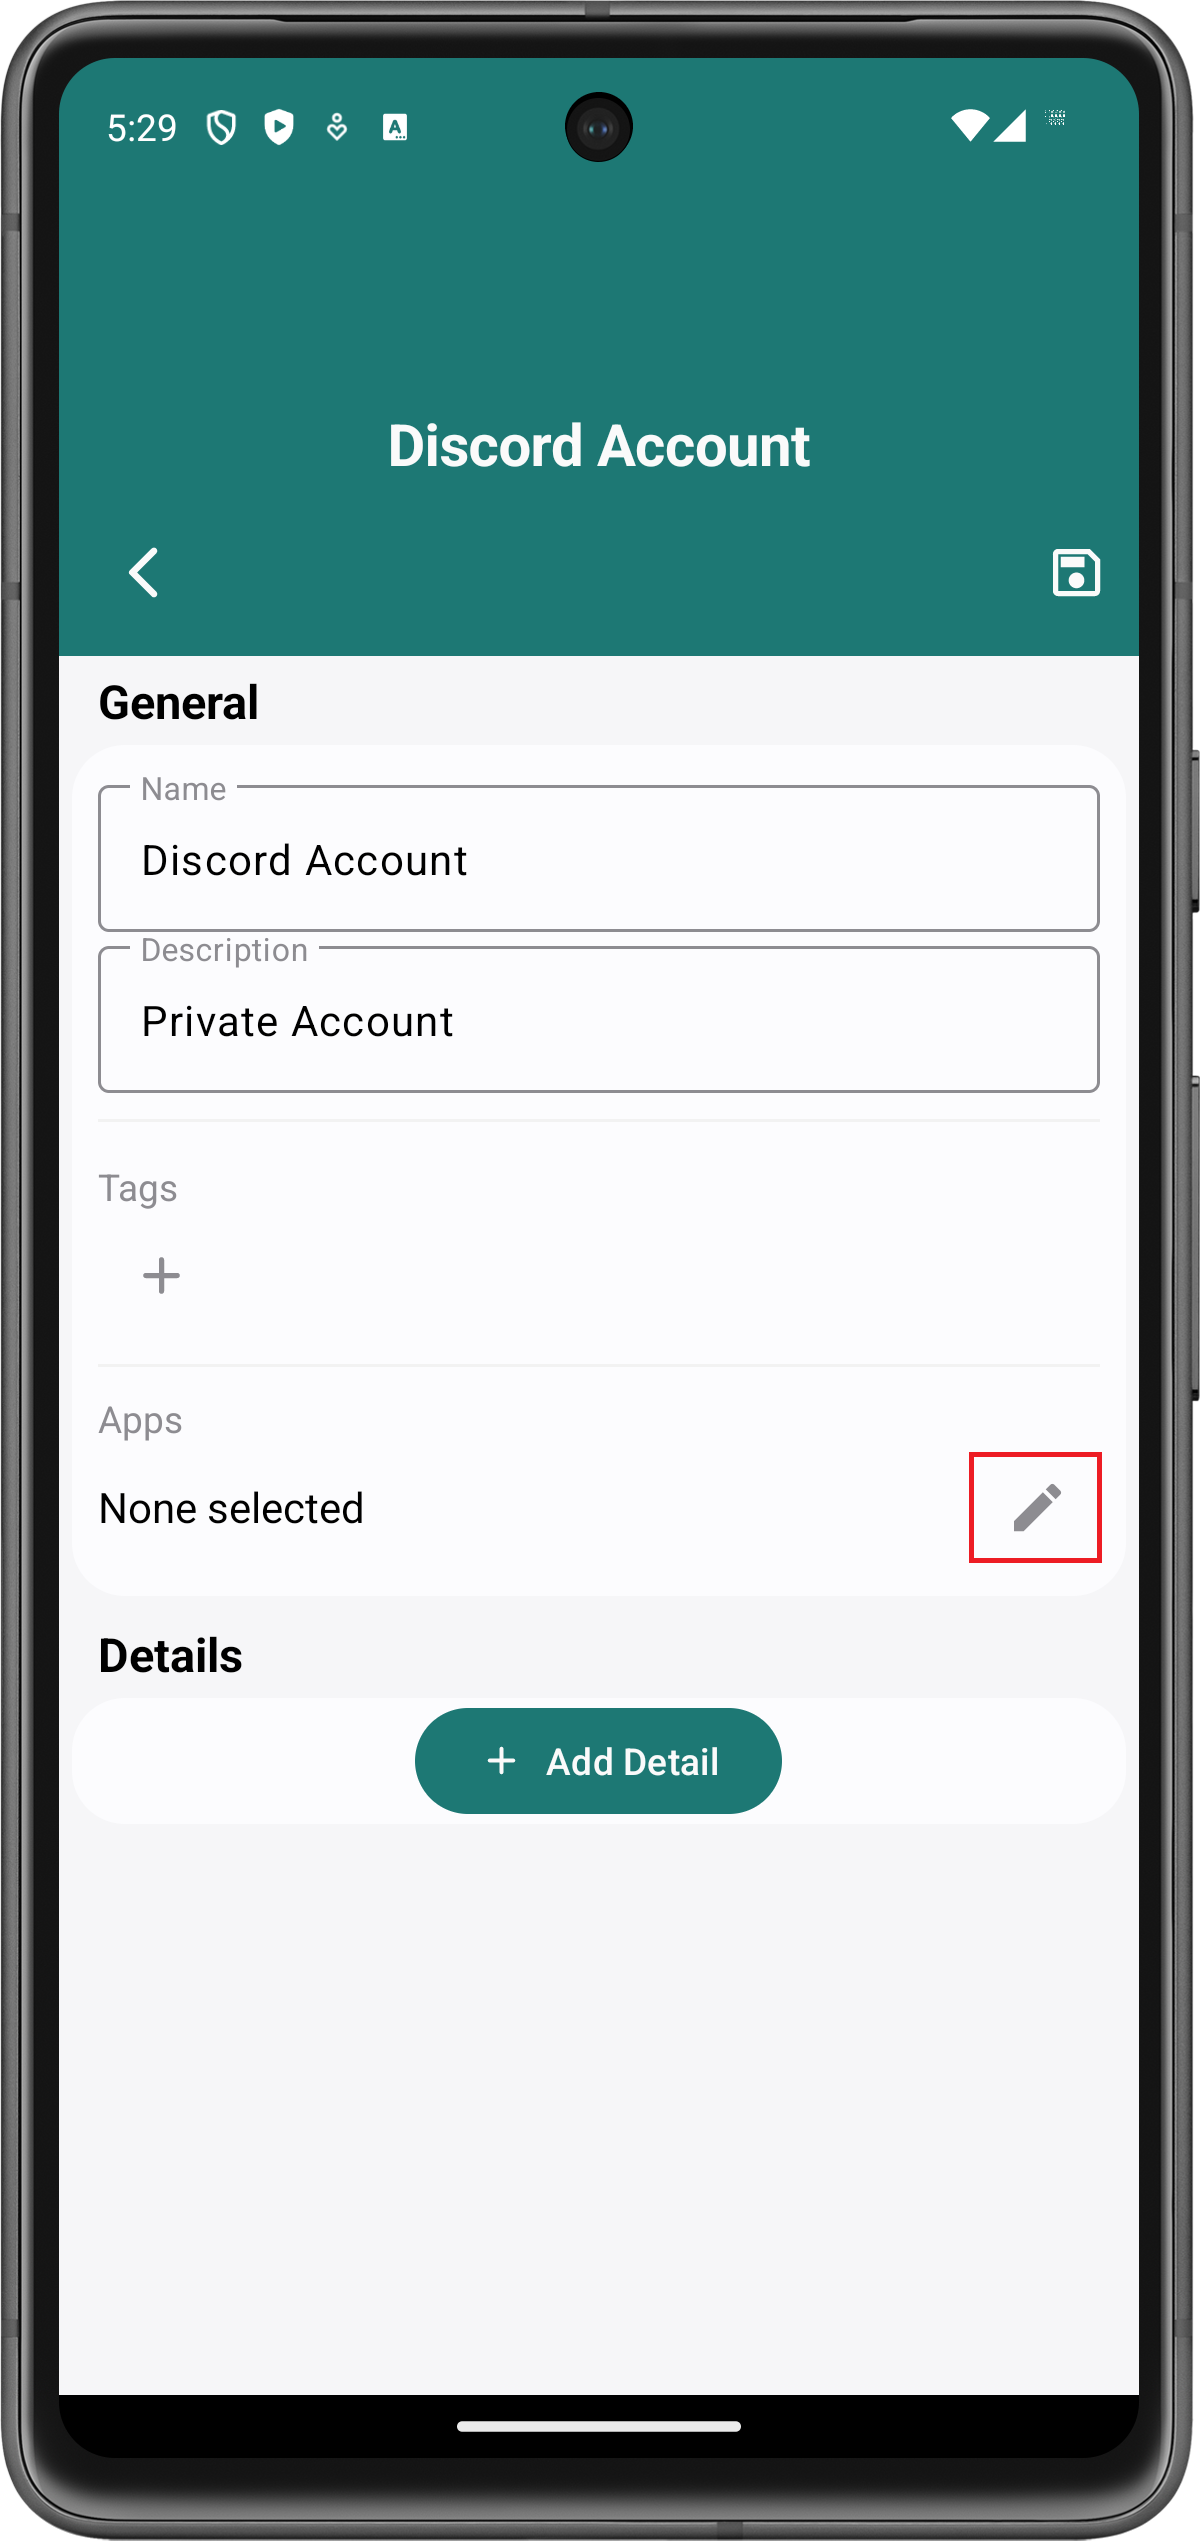 5:29
Discord Account
General
Name
Discord Account
Description
Private Account
Tags
Apps
None selected
Details
Add Detail